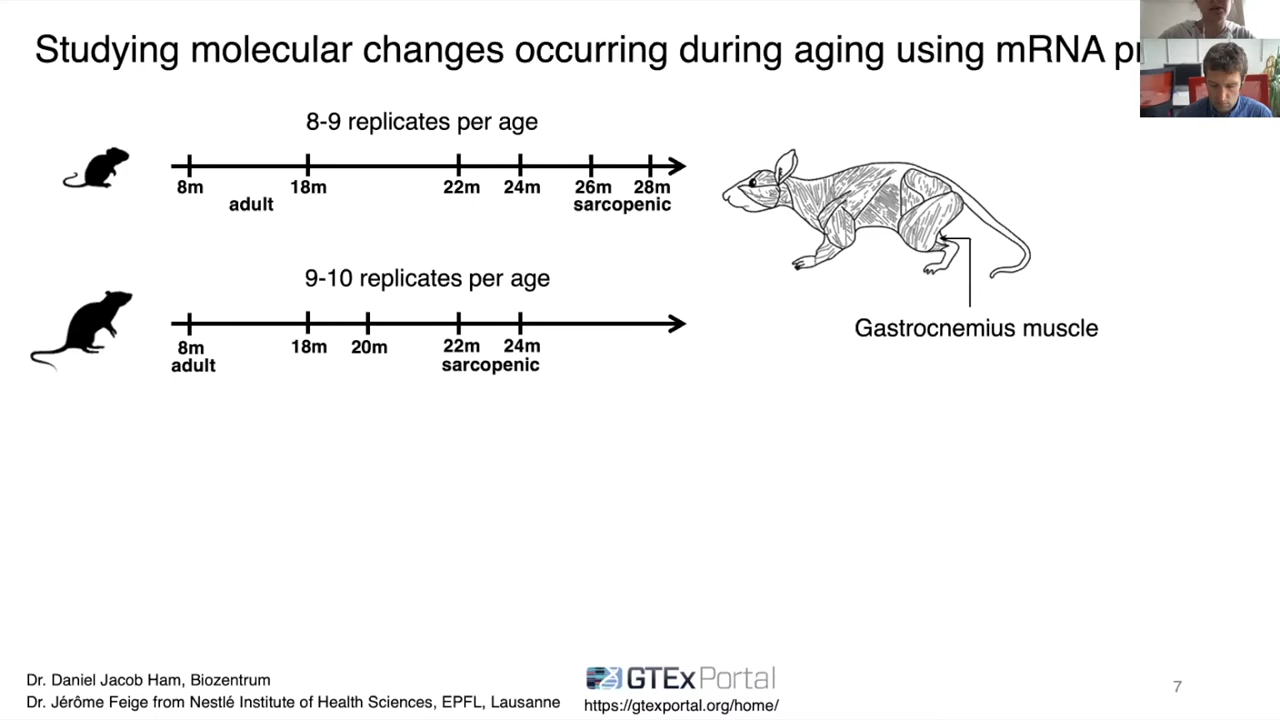 Studying molecular changes occurring during aging using mRNA
8-9 replicates per age
8m 18m 22m 24m 26m 28m
adult sarcopenic
9-10 replicates per age
8m 18m 20m 22m 24m
adult sarcopenic
Gastrocnemius muscle
Dr. Daniel Jacob Ham, Biozentrum
Dr. Jérôme Feige from Nestlé Institute of Health Sciences, EPFL, Lausanne
GTEx Portal
https://gtexportal.org/home/
7